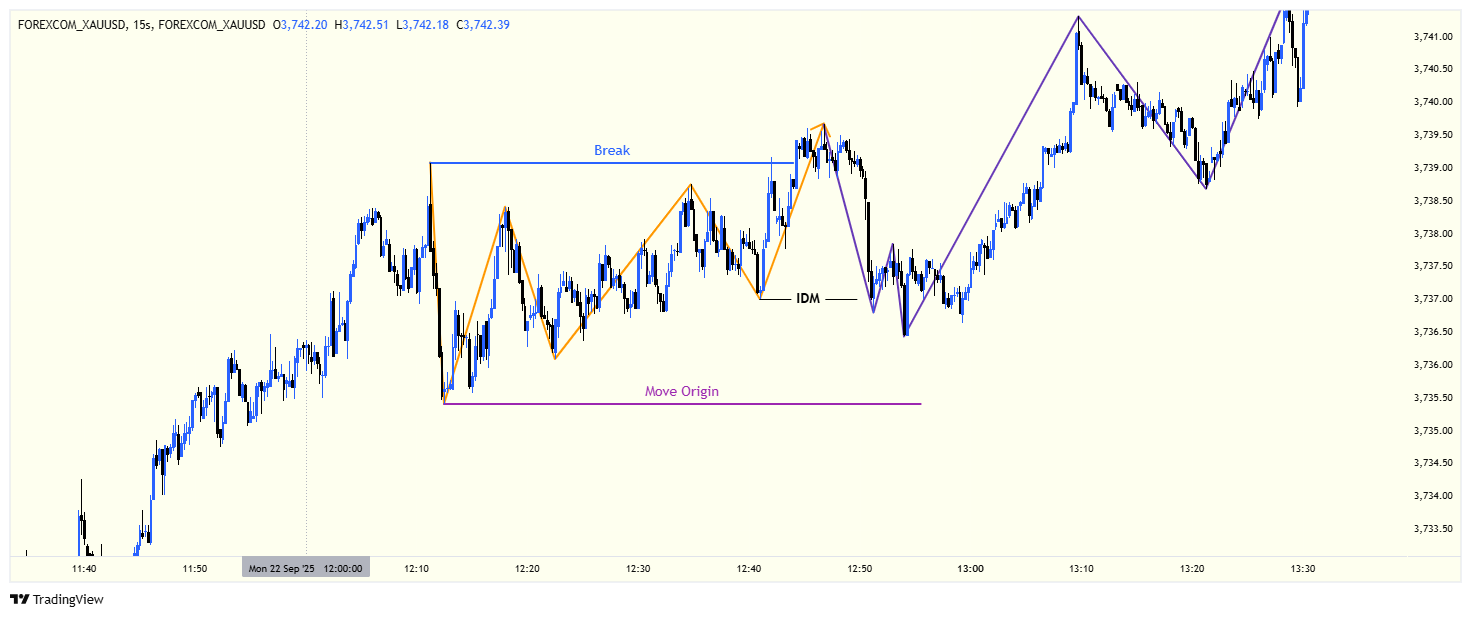 FOREXCOM_XAUUSD, 15s, FOREXCOM_XAUUSD O3,742.20 H3,742.51 L3,742.18 C3,742.39
3,741.00
3,740.50
3,740.00
3,739.50
3,739.00
3,738.50
3,738.00
3,737.50
3,737.00
3,736.50
3,736.00
3,735.50
3,735.00
3,734.50
3,734.00
3,733.50
Break
IDM
Move Origin
11:40 11:50 Mon 22 Sep '25 12:00:00 12:10 12:20 12:30 12:40 12:50 13:00 13:10 13:20 13:30
TradingView